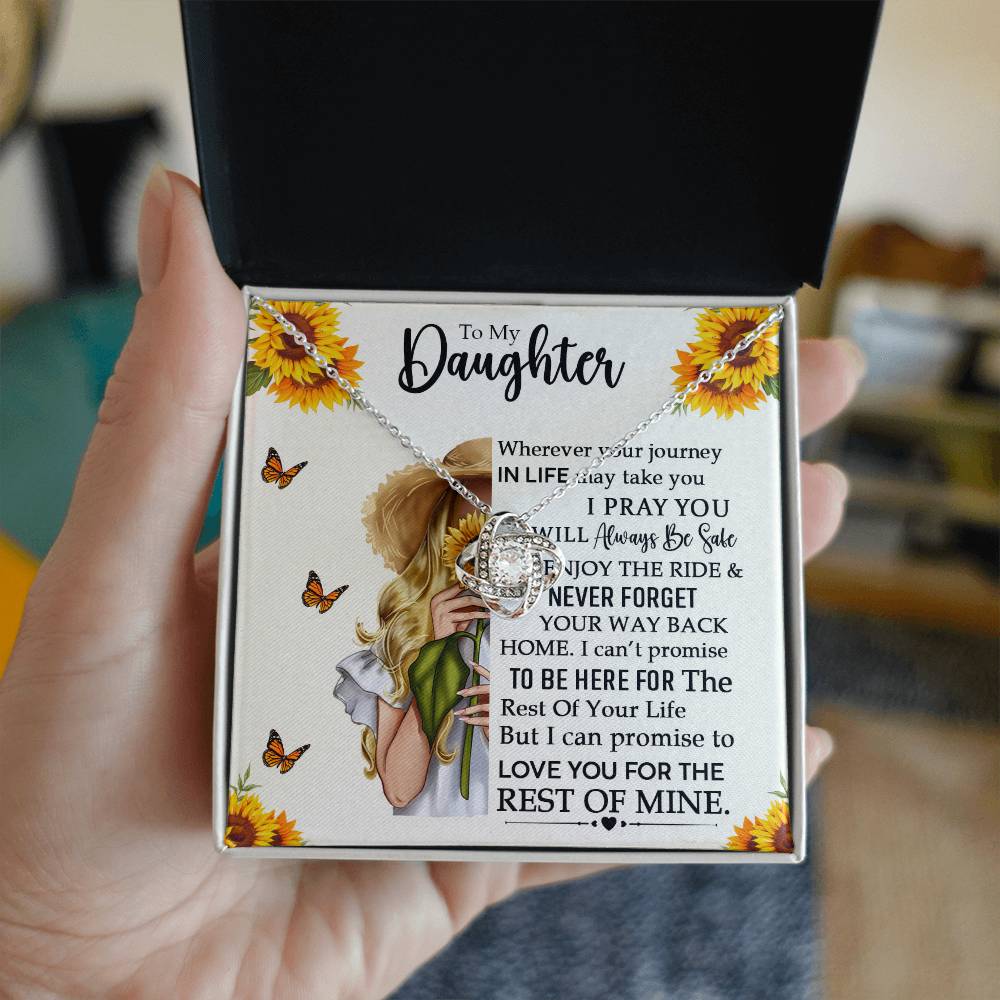 To My
Daughter
Wherever your journey
IN LIFE may take you
I PRAY YOU
WILL Always Be Safe
ENJOY THE RIDE &
NEVER FORGET
YOUR WAY BACK
HOME. I can't promise
TO BE HERE FOR The
Rest Of Your Life
But I can promise to
LOVE YOU FOR THE
REST OF MINE.